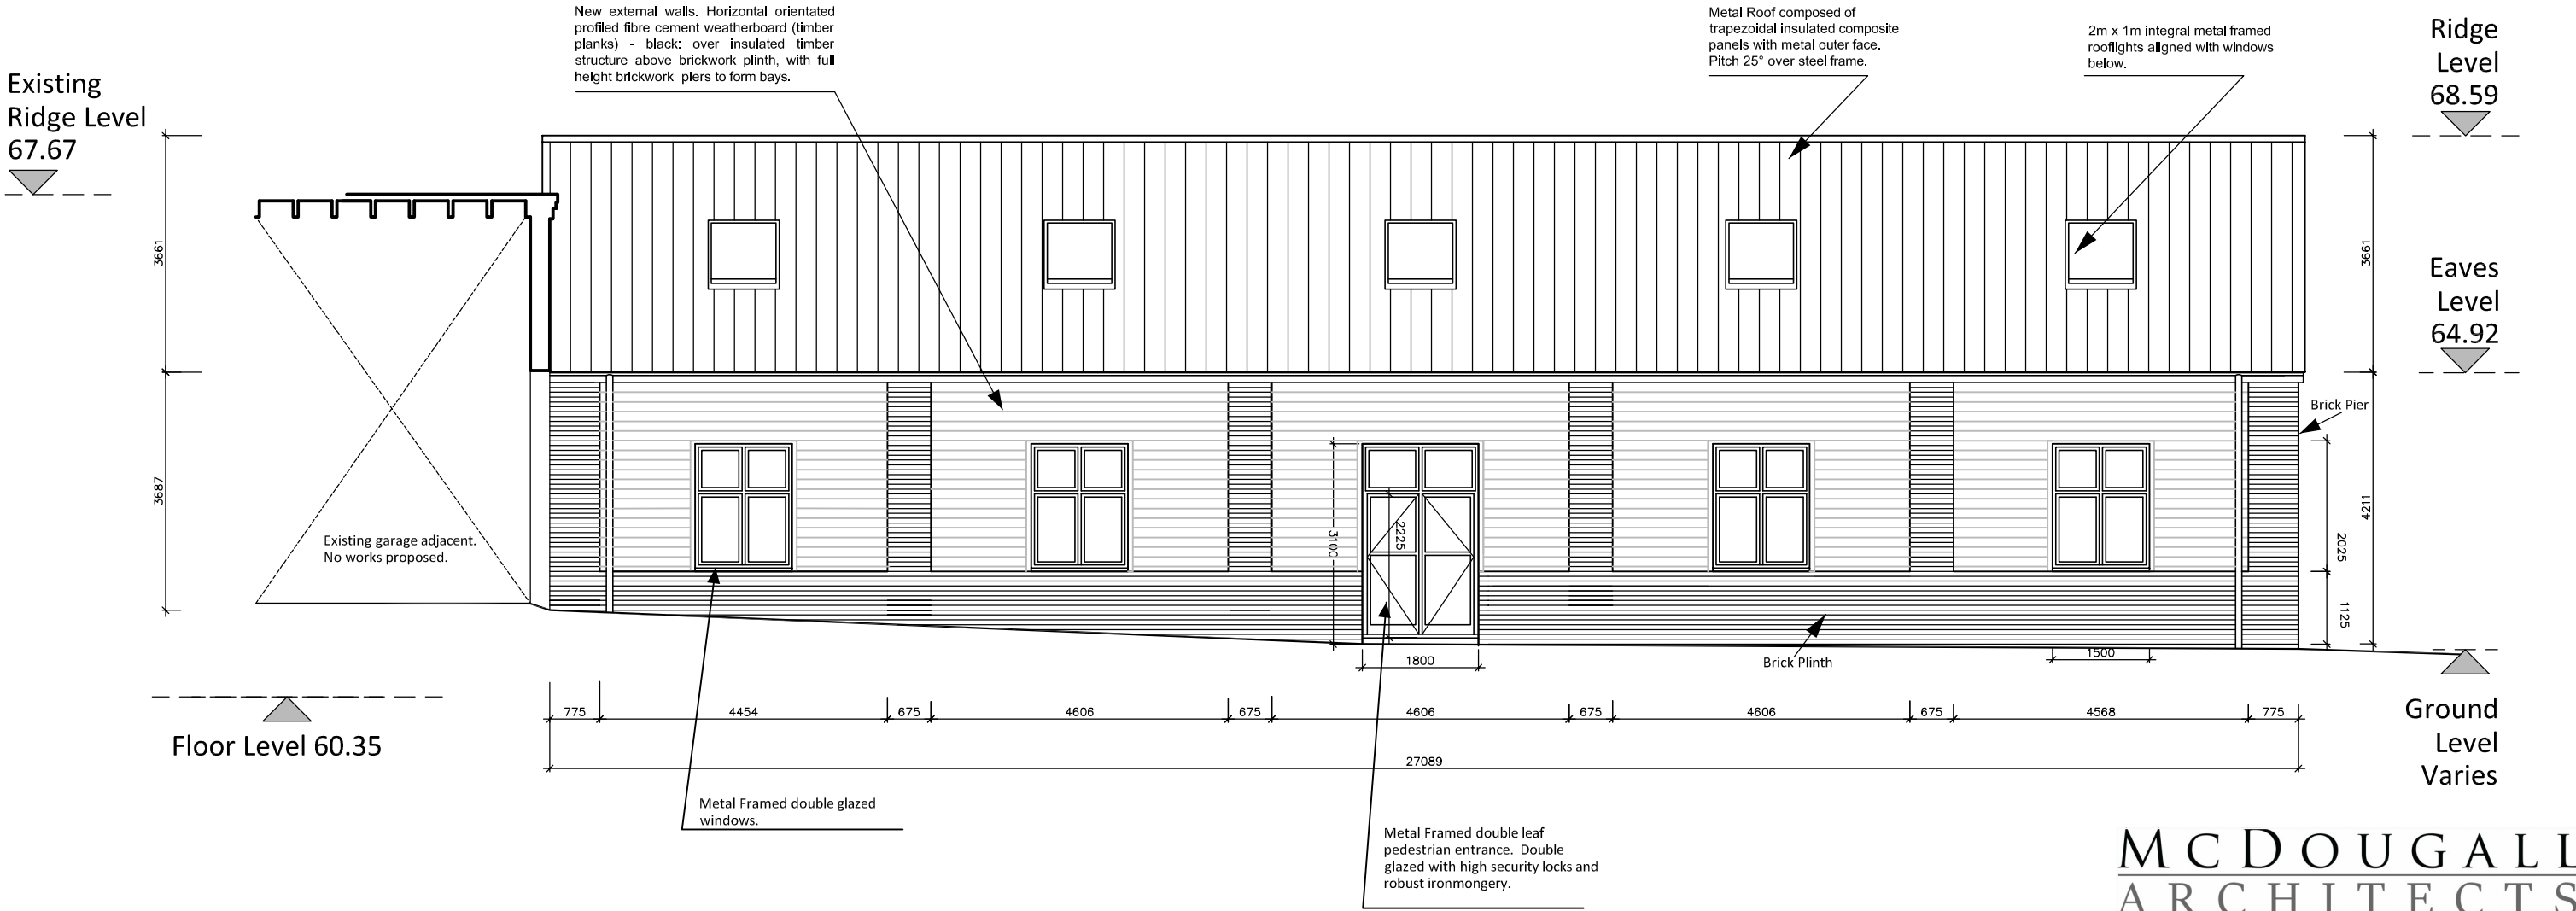 New external walls. Horizontal orientated
profiled fibre cement weatherboard (timber
planks) - black: over insulated timber
structure above brickwork plinth, with full
height brickwork piers to form bays.
Metal Roof composed of
trapezoidal insulated composite
panels with metal outer face.
Pitch 25° over steel frame.
2m x 1m integral metal framed
rooflights aligned with windows
below.
Ridge
Level
68.59
Existing
Ridge Level
67.67
3661
3661
Eaves
Level
64.92
Brick Pier
3687
4211
Existing garage adjacent.
No works proposed.
3100
2225
2025
1125
1800
Brick Plinth
1500
775
4454
675
4606
675
4606
675
4606
675
4568
775
27089
Floor Level 60.35
Ground
Level
Varies
Metal Framed double glazed
windows.
Metal Framed double leaf
pedestrian entrance. Double
glazed with high security locks and
robust ironmongery.
MCDOUGALL
ARCHITECTS